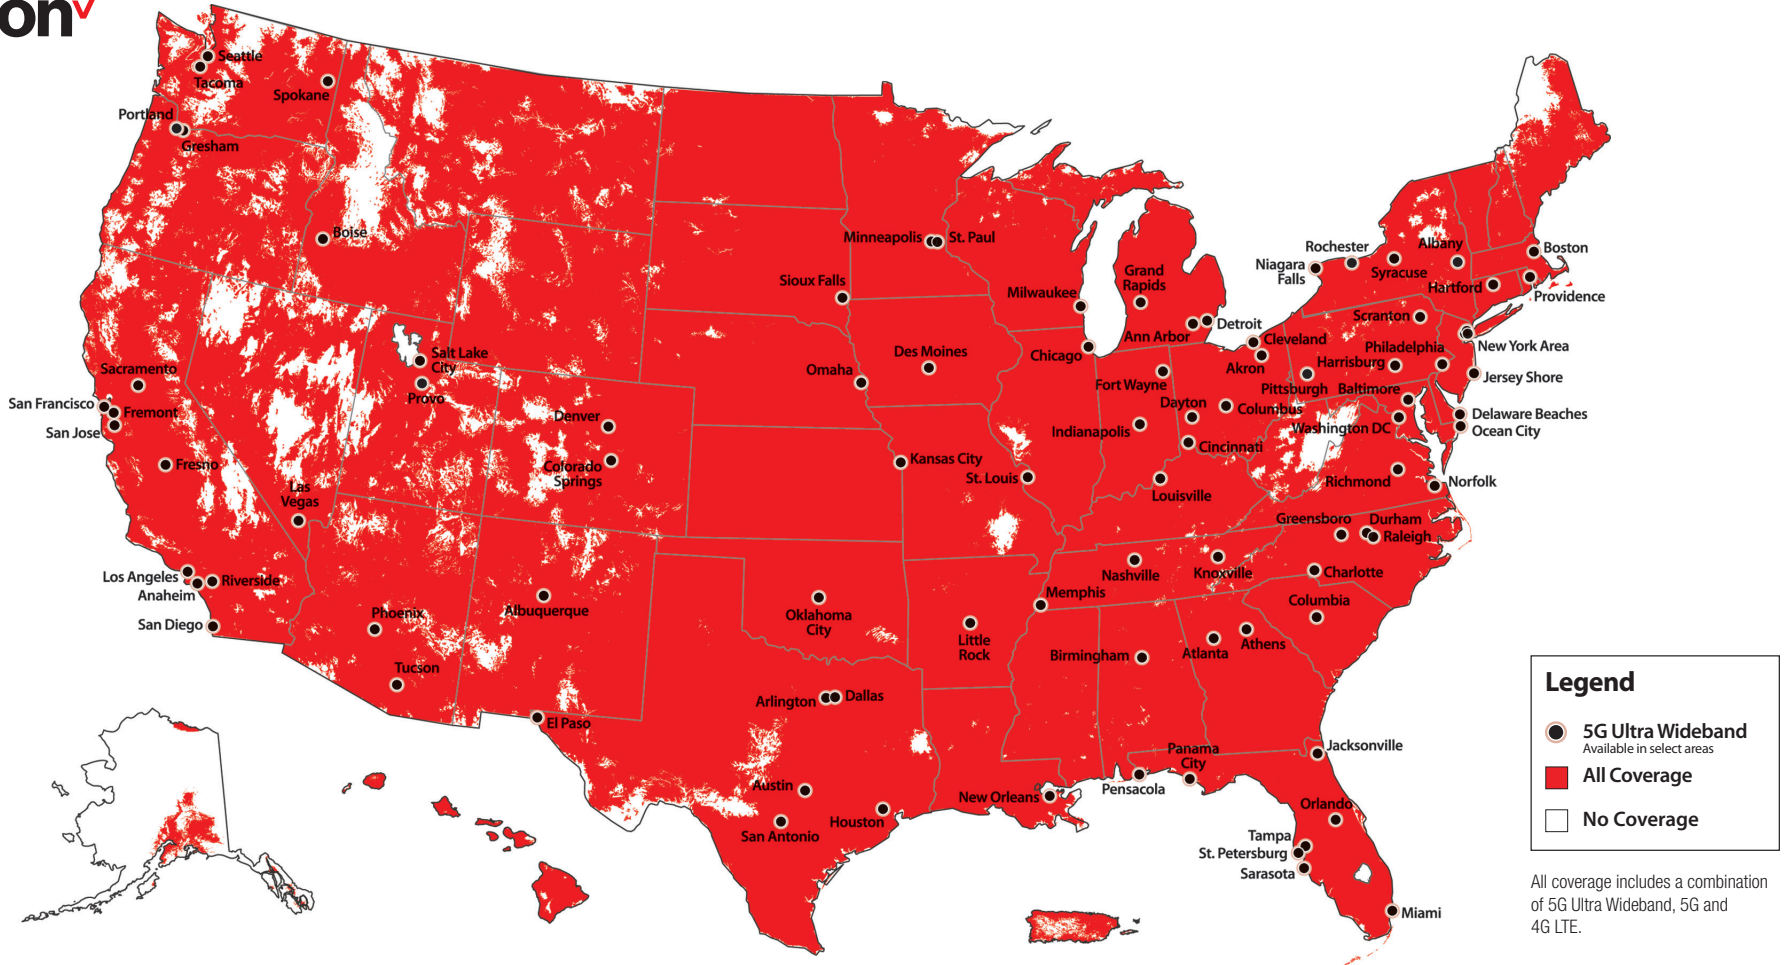 on
Seattle
Tacoma
Spokane
Portland
Gresham
Boise
Minneapolis
St. Paul
Sioux Falls
Milwaukee
Grand
Rapids
Ann Arbor
Detroit
Chicago
Des Moines
Omaha
Rochester
Niagara
Falls
Syracuse
Albany
Boston
Hartford
Providence
Scranton
New York Area
Cleveland
Akron
Philadelphia
Harrisburg
Pittsburgh
Baltimore
Jersey Shore
Fort Wayne
Dayton
Columbus
Washington DC
Delaware Beaches
Ocean City
Indianapolis
Cincinnati
Salt Lake
City
Provo
Sacramento
San Francisco
Fremont
San Jose
Fresno
Las
Vegas
Denver
Colorado
Springs
Kansas City
St. Louis
Louisville
Richmond
Norfolk
Greensboro
Durham
Raleigh
Nashville
Knoxville
Charlotte
Memphis
Columbia
Los Angeles
Anaheim
Riverside
San Diego
Phoenix
Tucson
Albuquerque
El Paso
Oklahoma
City
Little
Rock
Birmingham
Atlanta
Athens
Arlington
Dallas
Austin
San Antonio
Houston
New Orleans
Pensacola
Panama
City
Jacksonville
Orlando
Tampa
St. Petersburg
Sarasota
Miami
Legend
5G Ultra Wideband
Available in select areas
All Coverage
No Coverage
All coverage includes a combination
of 5G Ultra Wideband, 5G and
4G LTE.